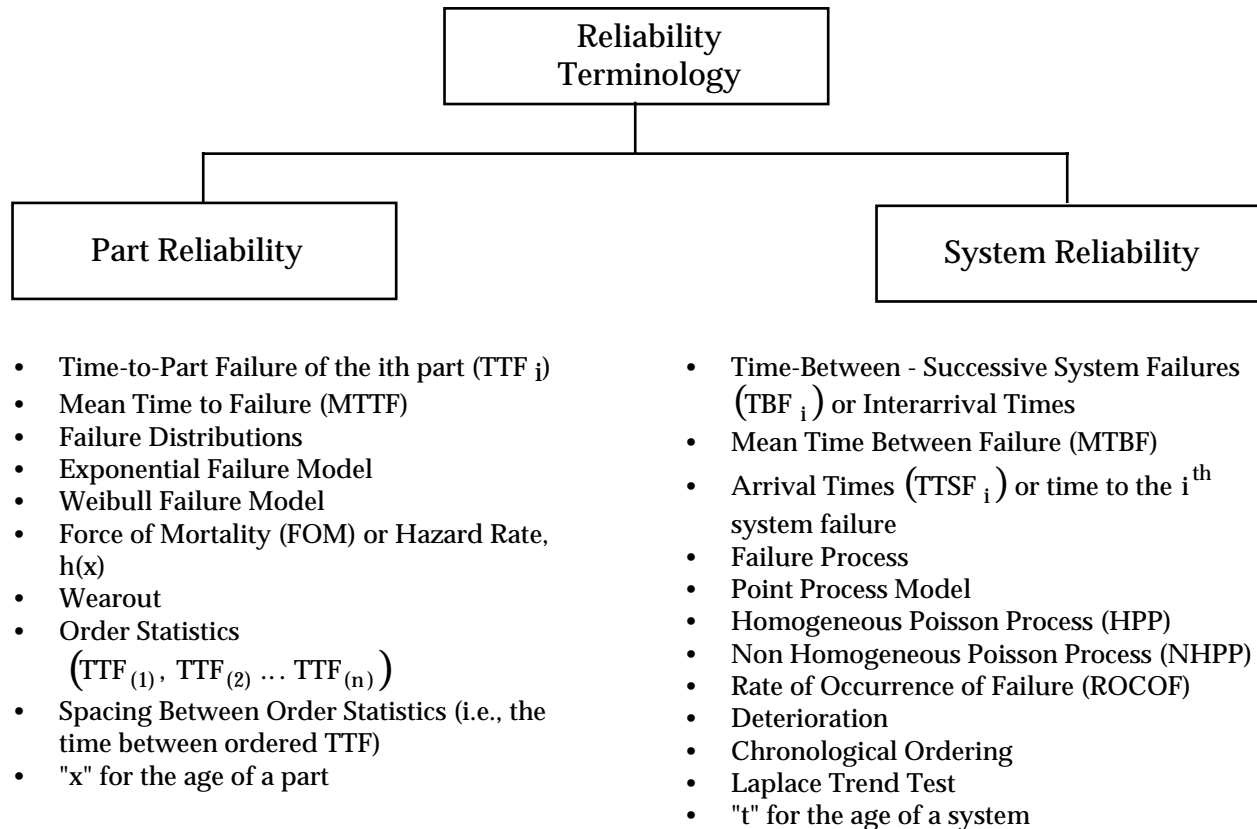 Reliability
Terminology
Part Reliability
System Reliability
• Time-to-Part Failure of the ith part (TTF i)
• Mean Time to Failure (MTTF)
• Failure Distributions
• Exponential Failure Model
• Weibull Failure Model
• Force of Mortality (FOM) or Hazard Rate,
h(x)
• Wearout
• Order Statistics
(TTF (1), TTF (2) ... TTF (n))
• Spacing Between Order Statistics (i.e., the
time between ordered TTF)
• "x" for the age of a part
• Time-Between - Successive System Failures
(TBF i) or Interarrival Times
• Mean Time Between Failure (MTBF)
• Arrival Times (TTSF i) or time to the i th
system failure
• Failure Process
• Point Process Model
• Homogeneous Poisson Process (HPP)
• Non Homogeneous Poisson Process (NHPP)
• Rate of Occurrence of Failure (ROCOF)
• Deterioration
• Chronological Ordering
• Laplace Trend Test
• "t" for the age of a system